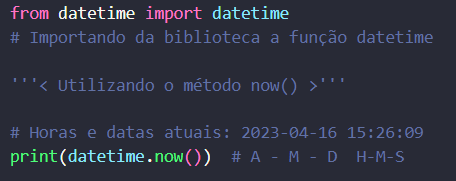 from datetime import datetime
# Importando da biblioteca a função datetime
'''< Utilizando o método now() >'''
# Horas e datas atuais: 2023-04-16 15:26:09
print(datetime.now())  # A - M - D  H-M-S